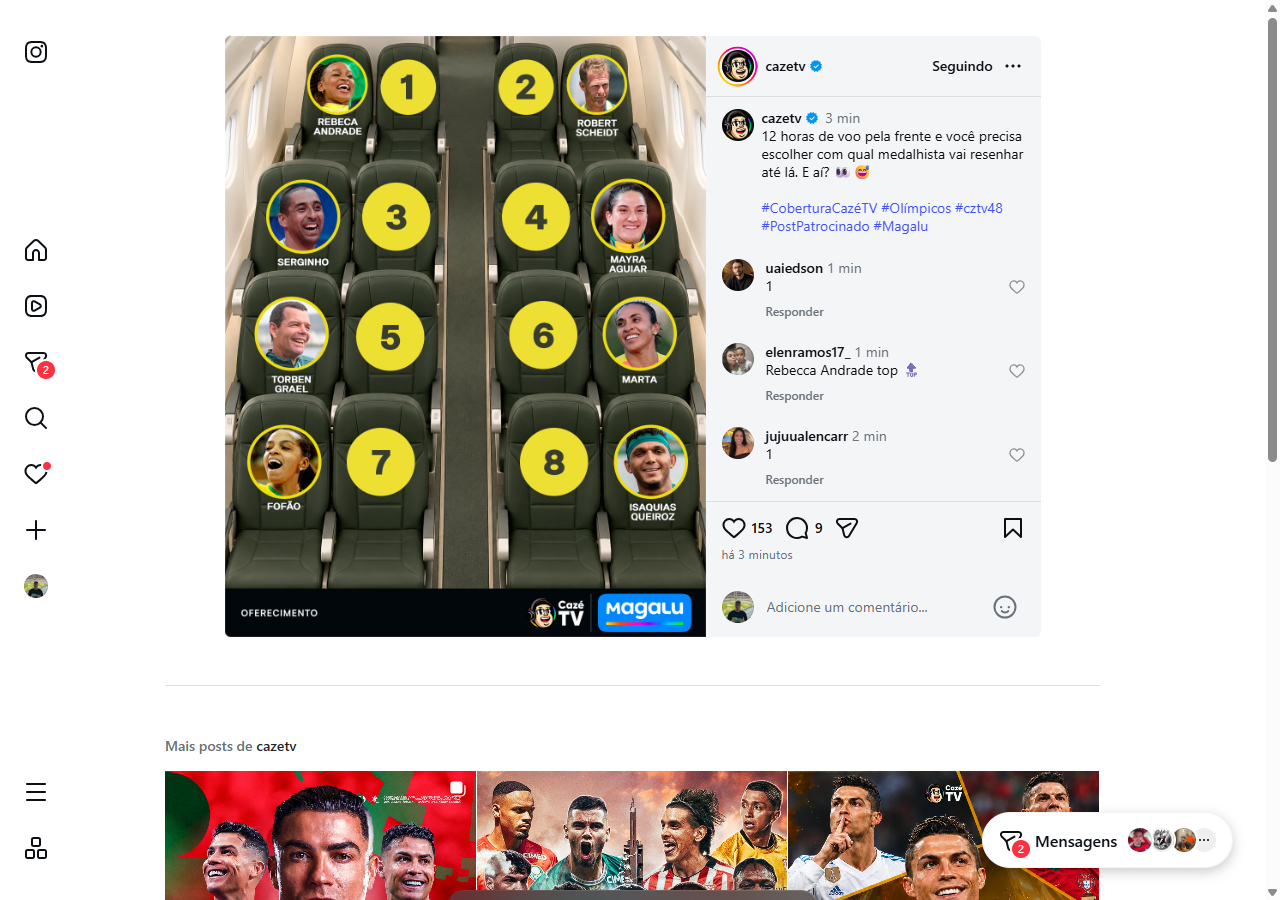 REBECA
ANDRADE
1
2
ROBERT
SCHEIDT
SERGINHO
3
4
MAYRA
AGUIAR
TORBEN
GRAEL
5
6
MARTA
FOFÃO
7
8
ISAQUIAS
QUEIROZ
OFERECIMENTO
Cazé
TV
MAGALU
cazetv
Seguindo
cazetv 3 min
12 horas de voo pela frente e você precisa
escolher com qual medalhista vai resenhar
até lá. E aí? 👀 😅
#CoberturaCazéTV #Olímpicos #cztv48
#PostPatrocinado #Magalu
uaiedson 1 min
1
Responder
elenramos17_ 1 min
Rebecca Andrade top 🔝
Responder
jujuualencarr 2 min
1
Responder
153
9
há 3 minutos
Adicione um comentário...
2
Mais posts de cazetv
Cazé
TV
2
Mensagens